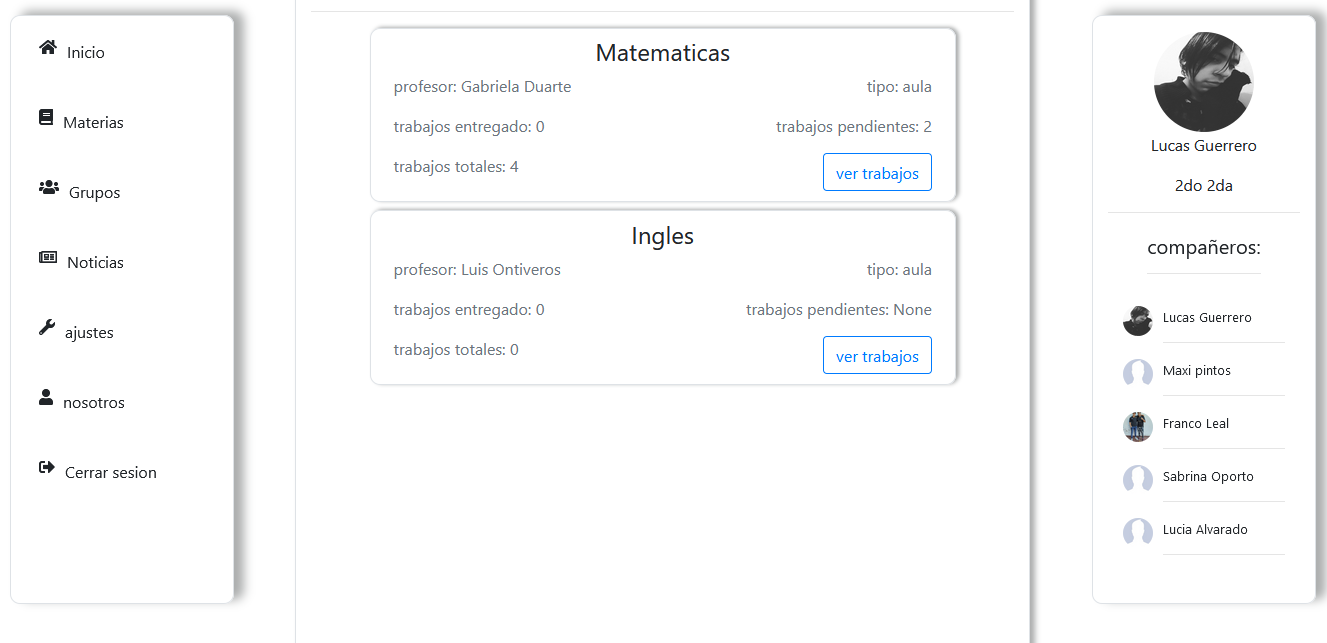 Inicio
Materias
Grupos
Noticias
ajustes
nosotros
Cerrar sesion
Matematicas
profesor: Gabriela Duarte tipo: aula
trabajos entregado: 0 trabajos pendientes: 2
trabajos totales: 4 ver trabajos
Ingles
profesor: Luis Ontiveros tipo: aula
trabajos entregado: 0 trabajos pendientes: None
trabajos totales: 0 ver trabajos
Lucas Guerrero
2do 2da
compañeros:
Lucas Guerrero
Maxi pintos
Franco Leal
Sabrina Oporto
Lucia Alvarado